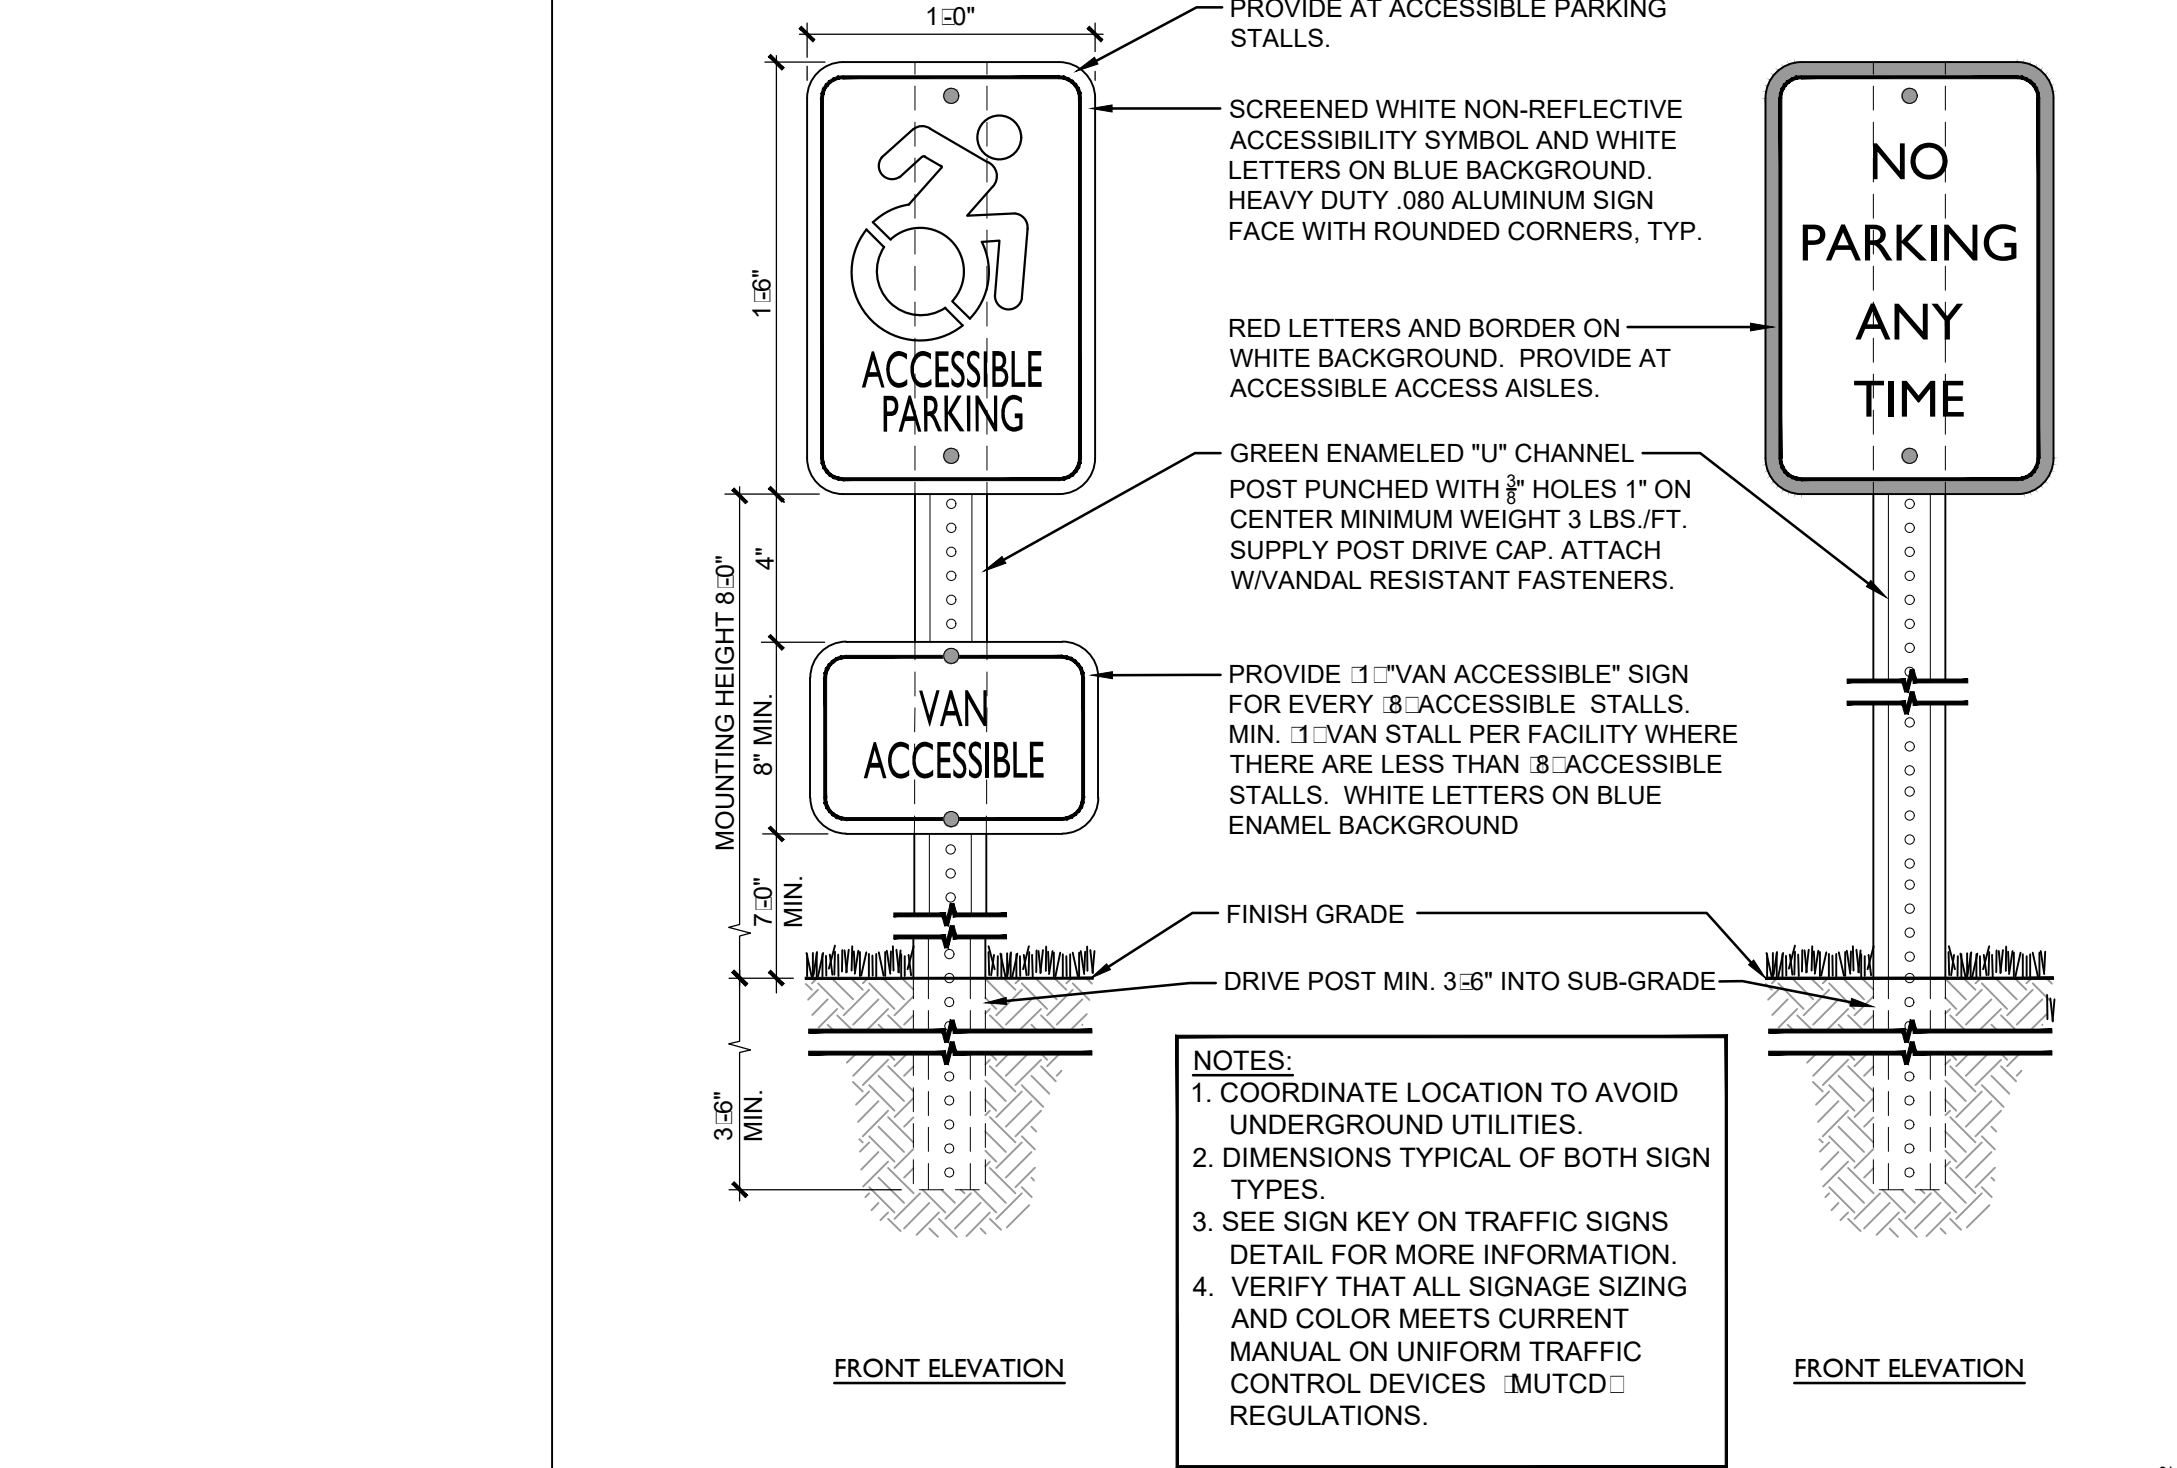 1'-0"
PROVIDE AT ACCESSIBLE PARKING
STALLS.
SCREENED WHITE NON-REFLECTIVE
ACCESSIBILITY SYMBOL AND WHITE
LETTERS ON BLUE BACKGROUND.
HEAVY DUTY .080 ALUMINUM SIGN
FACE WITH ROUNDED CORNERS, TYP.
RED LETTERS AND BORDER ON
WHITE BACKGROUND. PROVIDE AT
ACCESSIBLE ACCESS AISLES.
GREEN ENAMELED "U" CHANNEL
POST PUNCHED WITH 3/8" HOLES 1" ON
CENTER MINIMUM WEIGHT 3 LBS./FT.
SUPPLY POST DRIVE CAP. ATTACH
W/VANDAL RESISTANT FASTENERS.
PROVIDE □1□"VAN ACCESSIBLE" SIGN
FOR EVERY □8□ACCESSIBLE STALLS.
MIN. □1□VAN STALL PER FACILITY WHERE
THERE ARE LESS THAN □8□ACCESSIBLE
STALLS. WHITE LETTERS ON BLUE
ENAMEL BACKGROUND
FINISH GRADE
DRIVE POST MIN. 3□-6" INTO SUB-GRADE
1□-6"
4"
8" MIN.
7□-0"
MIN.
MOUNTING HEIGHT 8□-0"
3□-6"
MIN.
ACCESSIBLE
PARKING
VAN
ACCESSIBLE
NO
PARKING
ANY
TIME
NOTES:
1. COORDINATE LOCATION TO AVOID
UNDERGROUND UTILITIES.
2. DIMENSIONS TYPICAL OF BOTH SIGN
TYPES.
3. SEE SIGN KEY ON TRAFFIC SIGNS
DETAIL FOR MORE INFORMATION.
4. VERIFY THAT ALL SIGNAGE SIZING
AND COLOR MEETS CURRENT
MANUAL ON UNIFORM TRAFFIC
CONTROL DEVICES □MUTCD□
REGULATIONS.
FRONT ELEVATION
FRONT ELEVATION